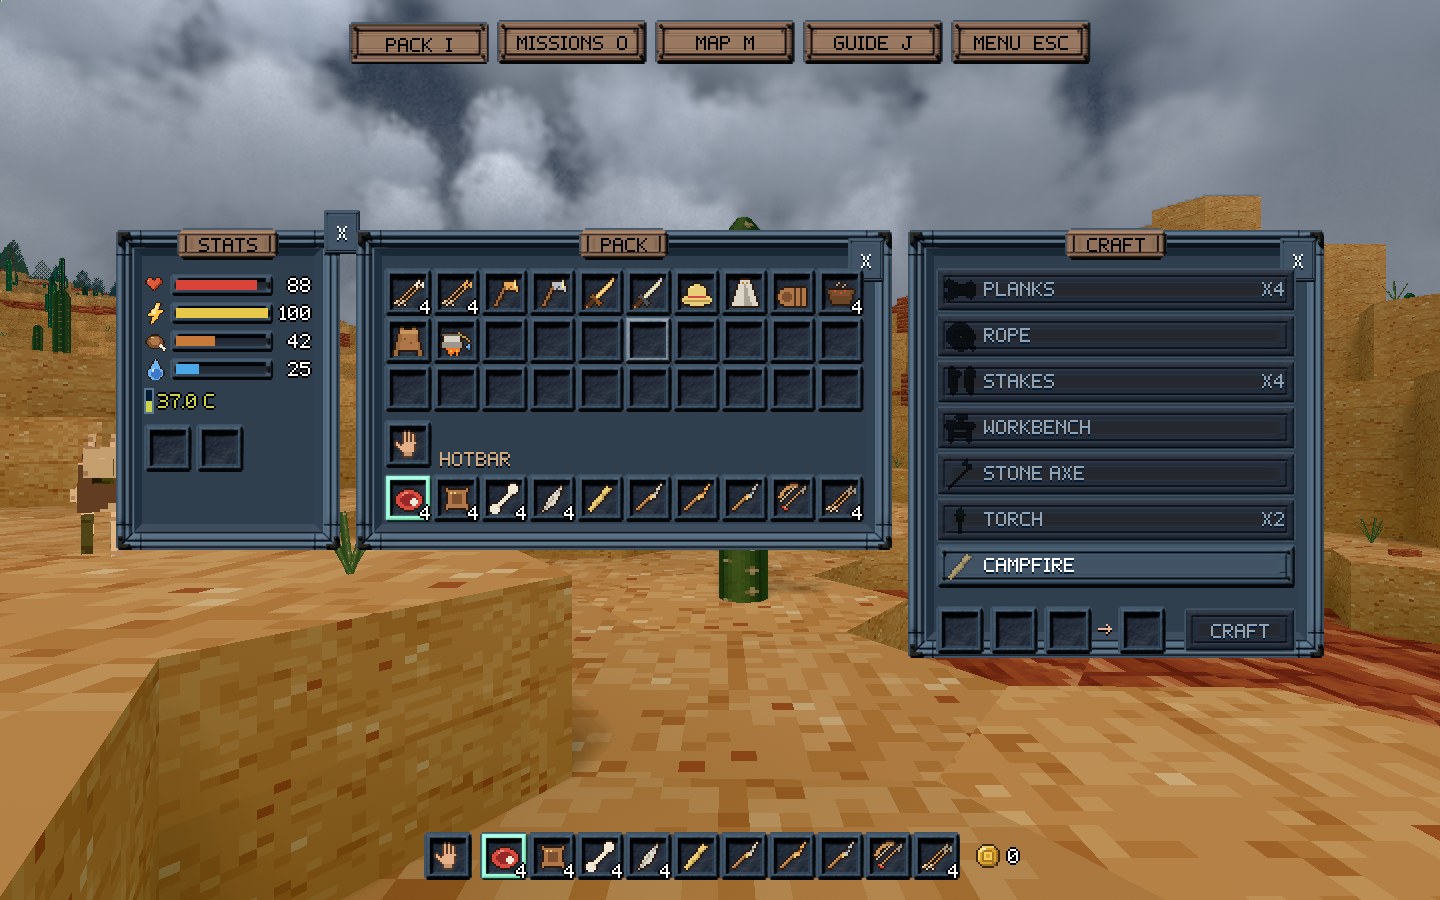 PACK I
MISSIONS O
MAP M
GUIDE J
MENU ESC
STATS
X
88
100
42
25
37.0 C
PACK
X
4
4
4
HOTBAR
4
4
4
4
4
CRAFT
X
PLANKS X4
ROPE
STAKES X4
WORKBENCH
STONE AXE
TORCH X2
CAMPFIRE
CRAFT
4
4
4
4
4
0